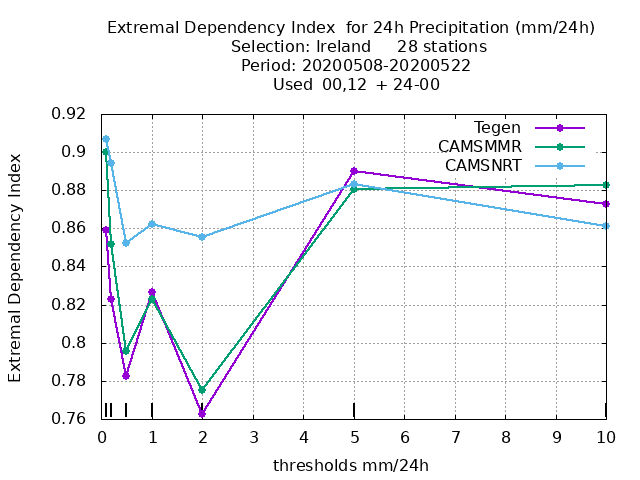 Extremal Dependency Index  for 24h Precipitation (mm/24h)
Selection: Ireland     28 stations
Period: 20200508-20200522
Used  00,12  + 24-00
Extremal Dependency Index
0.92
0.9
0.88
0.86
0.84
0.82
0.8
0.78
0.76
Tegen
CAMSMMR
CAMSNRT
0 1 2 3 4 5 6 7 8 9 10
thresholds mm/24h